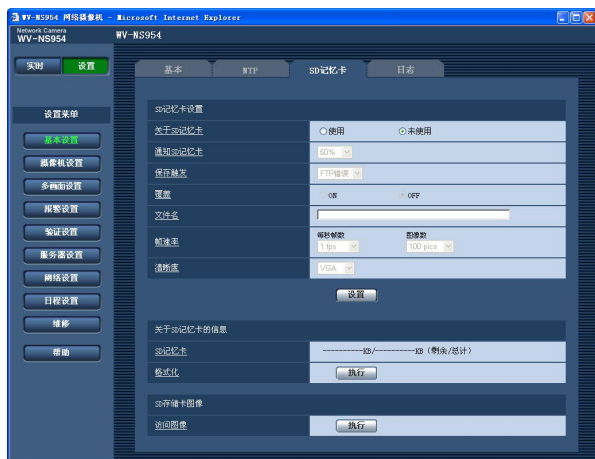 WV-NS954 网络摄像机 - Microsoft Internet Explorer
Network Camera
WV-NS954
WV-NS954
实时 设置
基本 NTP SD记忆卡 日志
设置菜单
基本设置
摄像机设置
多画面设置
报警设置
验证设置
服务器设置
网络设置
日程设置
维修
帮助
SD记忆卡设置
关于SD记忆卡 使用 未使用
通知SD记忆卡 50%
保存触发 FTP错误
覆盖 ON OFF
文件名
帧速率 每秒帧数 图像数
1 fps 100 pics
清晰度 VGA
设置
关于SD记忆卡的信息
SD记忆卡 ----------KB/----------KB (剩余/总计)
格式化 执行
SD存储卡图像
访问图像 执行